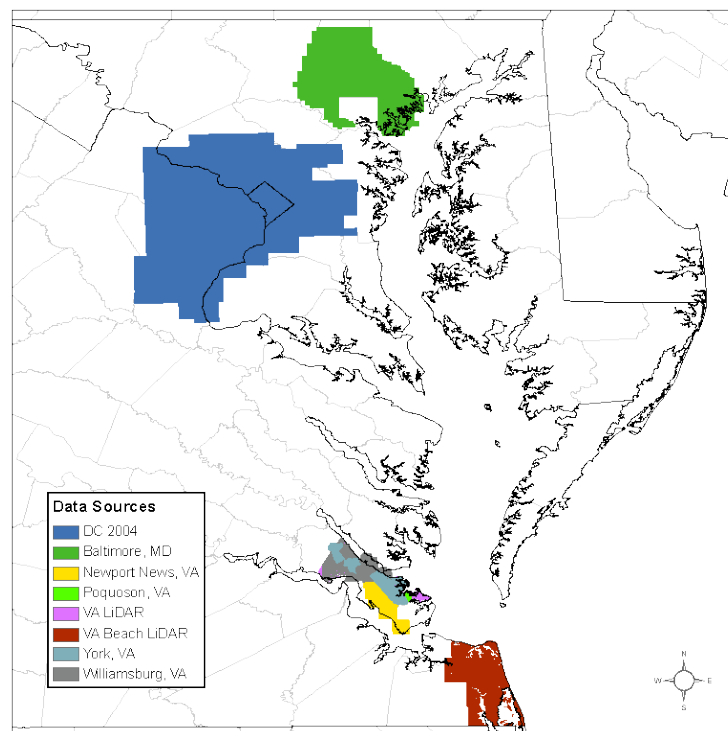 Data Sources
DC 2004
Baltimore, MD
Newport News, VA
Poquoson, VA
VA LiDAR
VA Beach LiDAR
York, VA
Williamsburg, VA
N
W E
S